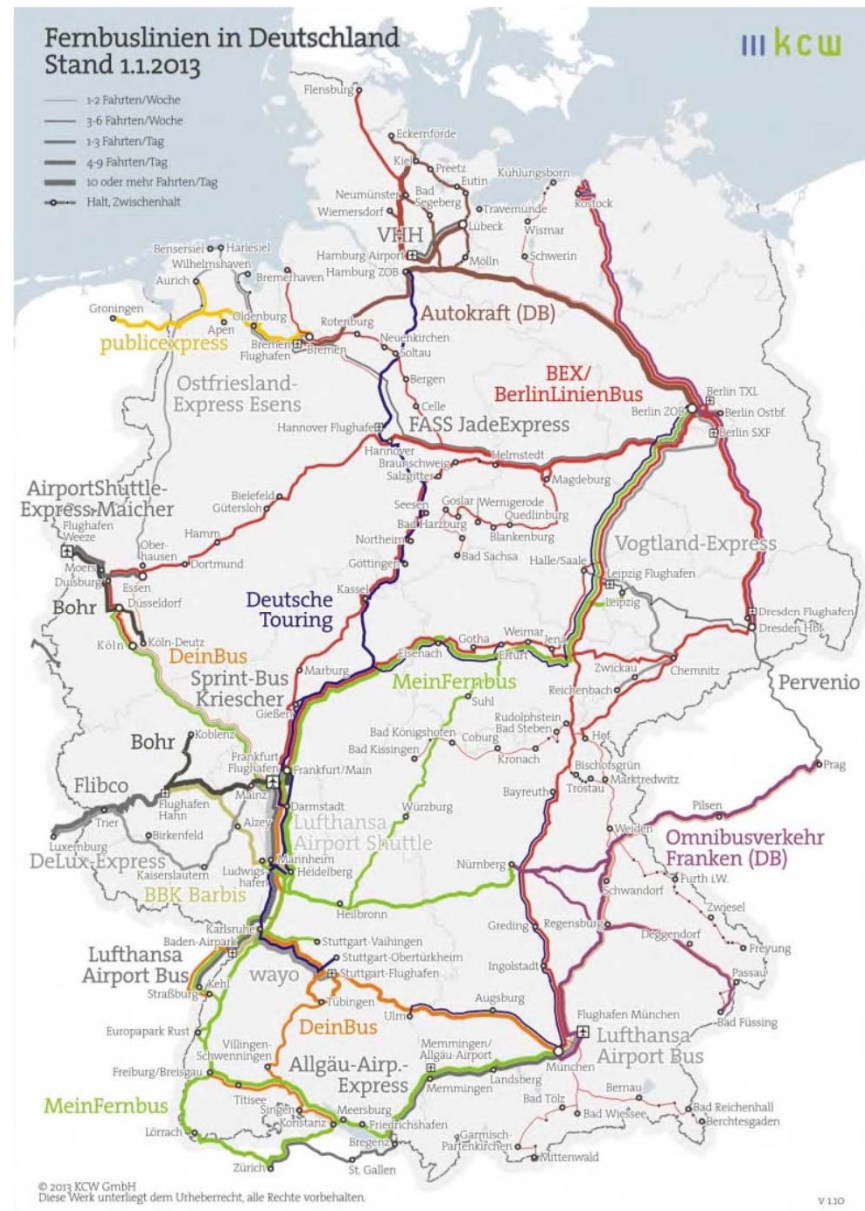 Fernbuslinien in Deutschland
Stand 1.1.2013
kcw
1-2 Fahrten/Woche
3-6 Fahrten/Woche
1-3 Fahrten/Tag
4-9 Fahrten/Tag
10 oder mehr Fahrten/Tag
Halt, Zwischenhalt
Flensburg
Eckernförde
Kiel
Preetz
Eutin
Kühlungsborn
Neumünster
Bad
Segeberg
Travemünde
Rostock
Wiemersdorf
Lübeck
Wismar
VHH
Hamburg Airport
Hamburg ZOB
Mölln
Schwerin
Bensersiel
Harlesiel
Wilhelmshaven
Aurich
Bremerhaven
Groningen
Apen
Oldenburg
Rotenburg
Autokraft (DB)
publicexpress
Bremen
Flughafen
Bremen
Neuenkirchen
Soltau
Bergen
Celle
Ostfriesland-
Express Esens
BEX/
BerlinLinienBus
Berlin TXL
Berlin ZOB
Berlin Ostbf.
Berlin SXF
Hannover Flughafen
FASS JadeExpress
Hannover
Braunschweig
Helmstedt
Salzgitter
Magdeburg
AirportShuttle-
Express-Maicher
Flughafen
Weeze
Bielefeld
Gütersloh
Seesen
Goslar
Wernigerode
Quedlinburg
Bad Harzburg
Blankenburg
Hamm
Northeim
Bad Sachsa
Vogtland-Express
Ober-
hausen
Moers
Dortmund
Göttingen
Halle/Saale
Duisburg
Essen
Leipzig Flughafen
Leipzig
Bohr
Düsseldorf
Deutsche
Touring
Kassel
Dresden Flughafen
Dresden Hbf.
Köln
Köln-Deutz
DeinBus
Eisenach
Gotha
Weimar
Erfurt
Jena
Sprint-Bus
Kriescher
Marburg
MeinFernbus
Zwickau
Chemnitz
Reichenbach
Pervenio
Gießen
Suhl
Bohr
Koblenz
Rudolphstein
Bad Steben
Hof
Bad Königshofen
Coburg
Bad Kissingen
Kronach
Frankfurt
Flughafen
Frankfurt/Main
Bischofsgrün
Marktredwitz
Tröstau
Prag
Flibco
Flughafen
Hahn
Mainz
Darmstadt
Bayreuth
Würzburg
Pilsen
Trier
Alzey
Lufthansa
Airport Shuttle
Weiden
Luxemburg
Birkenfeld
Omnibusverkehr
Franken (DB)
DeLux-Express
Kaiserslautern
Ludwigs-
hafen
Mannheim
Heidelberg
Nürnberg
Furth i.W.
BBK Barbis
Schwandorf
Heilbronn
Zwiesel
Karlsruhe
Greding
Regensburg
Deggendorf
Freyung
Baden-Airpark
Stuttgart-Vaihingen
Lufthansa
Airport Bus
Stuttgart-Obertürkheim
wayo
Stuttgart-Flughafen
Ingolstadt
Passau
Kehl
Straßburg
Tübingen
Augsburg
Bad Füssing
DeinBus
Ulm
Europapark Rust
Flughafen München
Villingen-
Schwenningen
Memmingen/
Allgäu-Airport
Lufthansa
Airport Bus
Allgäu-Airp.-
Express
München
Freiburg/Breisgau
Landsberg
Memmingen
MeinFernbus
Titisee
Bernau
Singen
Meersburg
Bad Tölz
Bad Reichenhall
Konstanz
Friedrichshafen
Bad Wiessee
Berchtesgaden
Lörrach
Bregenz
Garmisch-
Partenkirchen
Zürich
St. Gallen
Mittenwald
© 2013 KCW GmbH
Diese Werk unterliegt dem Urheberrecht, alle Rechte vorbehalten.
V 1.10